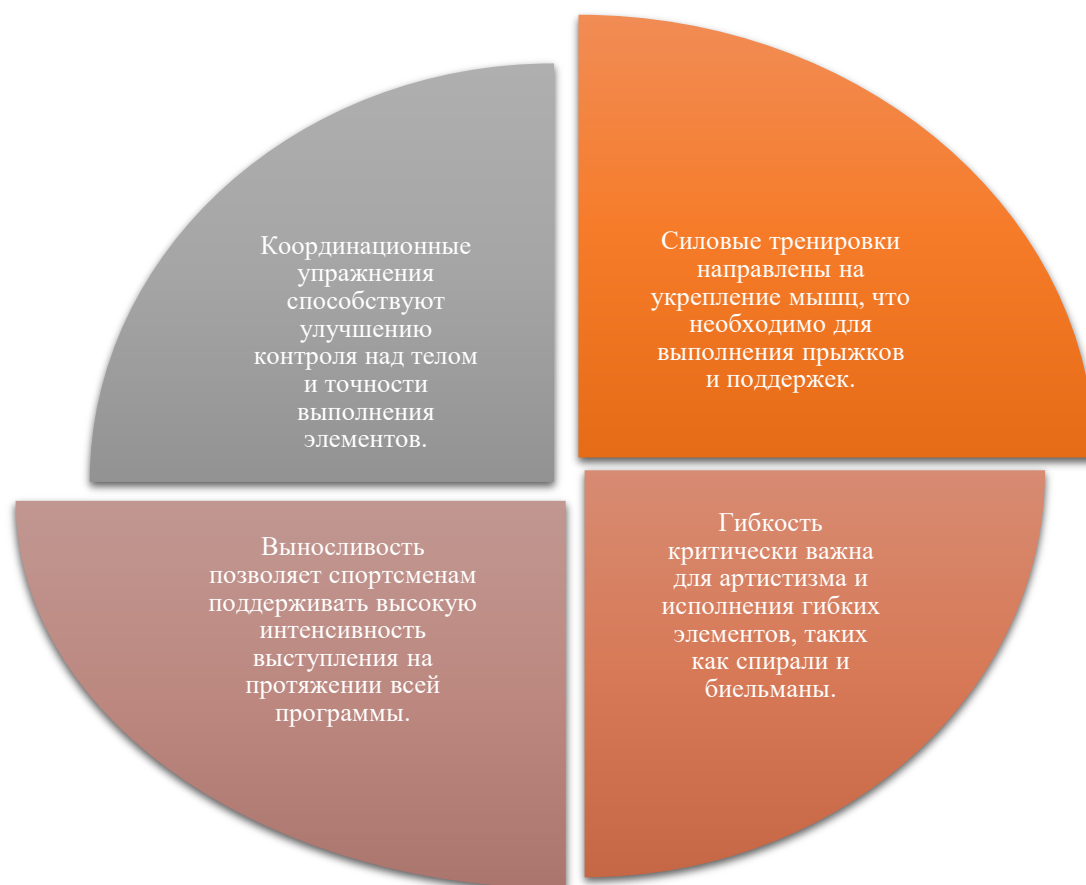 Координационные
упражнения
способствуют
улучшению
контроля над телом
и точности
выполнения
элементов.
Силовые тренировки
направлены на
укрепление мышц, что
необходимо для
выполнения прыжков
и поддержек.
Выносливость
позволяет спортсменам
поддерживать высокую
интенсивность
выступления на
протяжении всей
программы.
Гибкость
критически важна
для артистизма и
исполнения гибких
элементов, таких
как спирали и
биельманы.